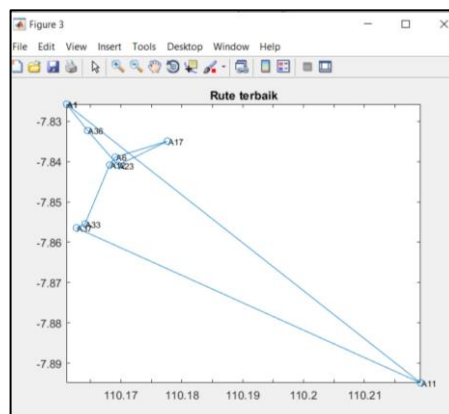 Figure 3
File Edit View Insert Tools Desktop Window Help
Rute terbaik
-7.83
-7.84
-7.85
-7.86
-7.87
-7.88
-7.89
A1
A36
A6
A17
A23
A33
A11
110.17 110.18 110.19 110.2 110.21